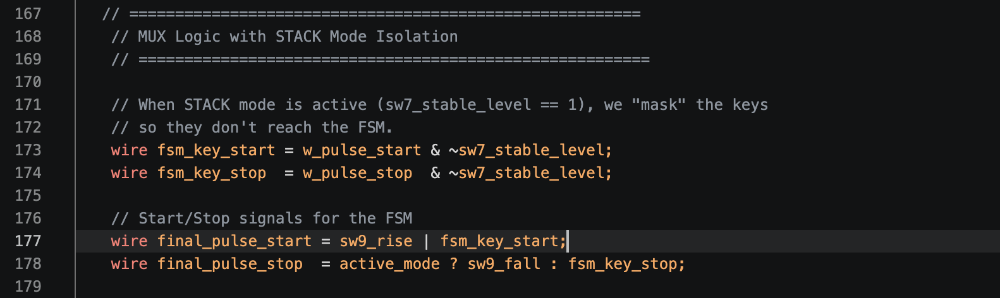 167 // ========================================================
168 // MUX Logic with STACK Mode Isolation
169 // ========================================================
170
171 // When STACK mode is active (sw7_stable_level == 1), we "mask" the keys
172 // so they don't reach the FSM.
173 wire fsm_key_start = w_pulse_start & ~sw7_stable_level;
174 wire fsm_key_stop  = w_pulse_stop  & ~sw7_stable_level;
175
176 // Start/Stop signals for the FSM
177 wire final_pulse_start = sw9_rise | fsm_key_start;
178 wire final_pulse_stop  = active_mode ? sw9_fall : fsm_key_stop;
179